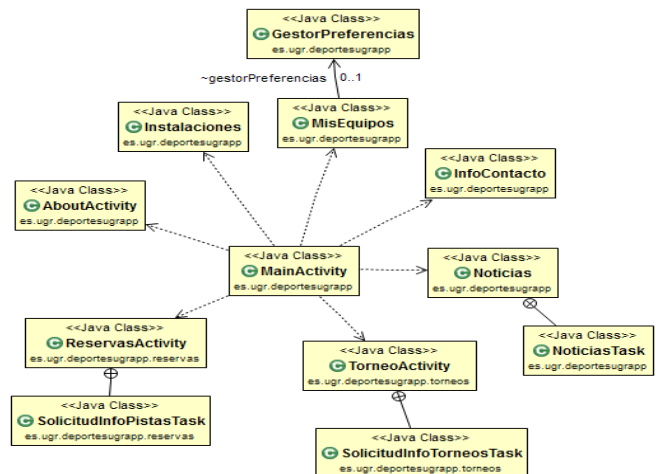 <<Java Class>>
GestorPreferencias
es.ugr.deportesugrapp
~gestorPreferencias 0..1
<<Java Class>>
Instalaciones
es.ugr.deportesugrapp
<<Java Class>>
MisEquipos
es.ugr.deportesugrapp
<<Java Class>>
InfoContacto
es.ugr.deportesugrapp
<<Java Class>>
AboutActivity
es.ugr.deportesugrapp
<<Java Class>>
MainActivity
es.ugr.deportesugrapp
<<Java Class>>
Noticias
es.ugr.deportesugrapp
<<Java Class>>
ReservasActivity
es.ugr.deportesugrapp.reservas
<<Java Class>>
TorneoActivity
es.ugr.deportesugrapp.torneos
<<Java Class>>
NoticiasTask
es.ugr.deportesugrapp
<<Java Class>>
SolicitudInfoPistasTask
es.ugr.deportesugrapp.reservas
<<Java Class>>
SolicitudInfoTorneosTask
es.ugr.deportesugrapp.torneos